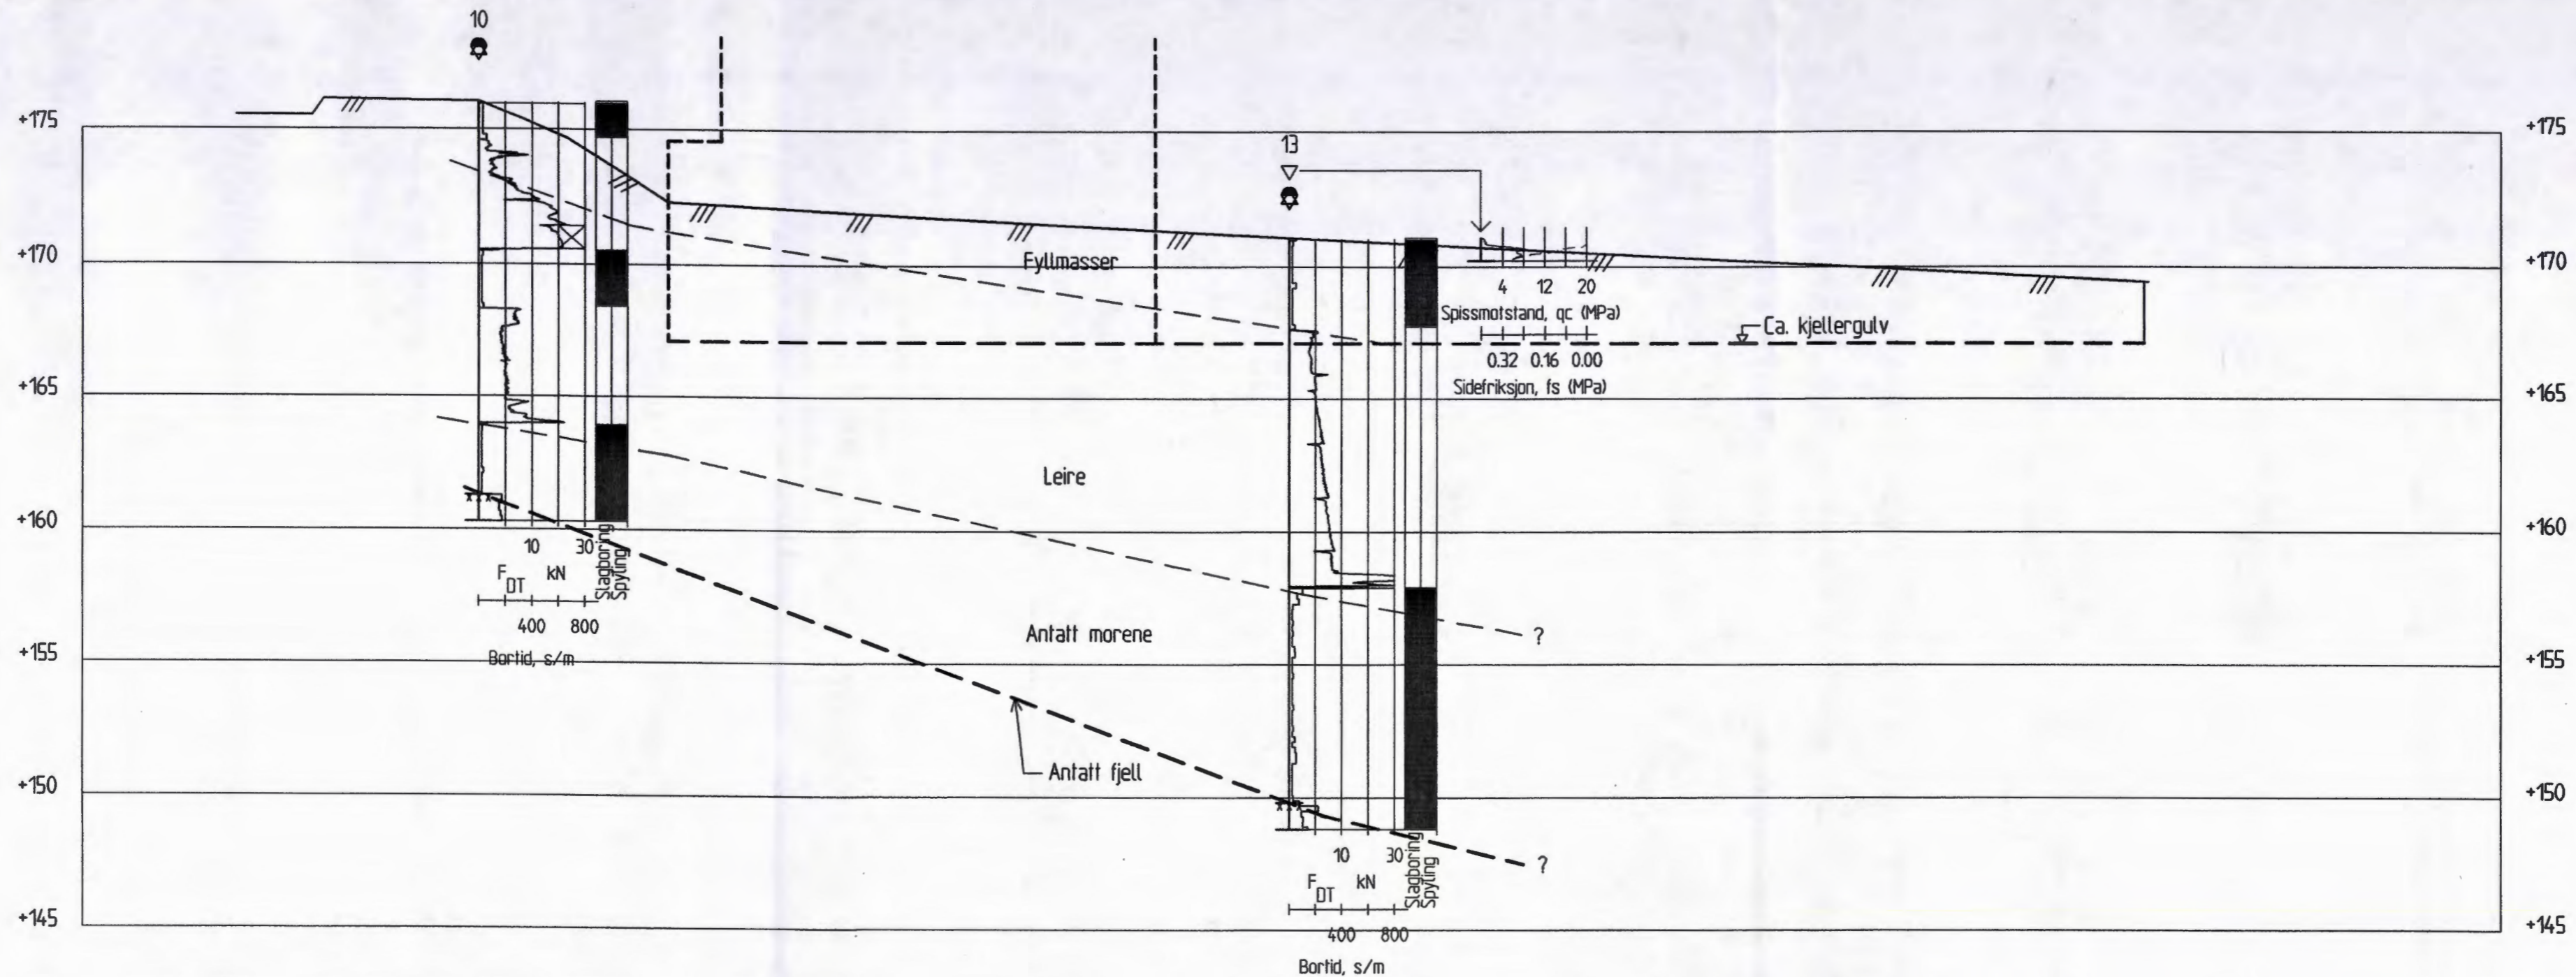 10
+175
+175
13
+170
Fyllmasser
+170
4 12 20
Spissmotstand, qc (MPa)
Ca. kjellergulv
0.32 0.16 0.00
Sidefriksjon, fs (MPa)
+165
+165
Leire
+160
+160
10 30
F DT kN
Slagboring
Spyling
400 800
Bortid, s/m
Antatt morene
?
+155
+155
Antatt fjell
+150
+150
10 30
F DT kN
Slagboring
Spyling
?
+145
+145
400 800
Bortid, s/m